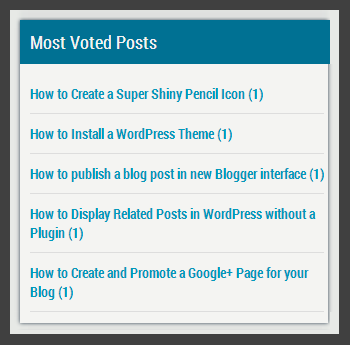 Most Voted Posts
How to Create a Super Shiny Pencil Icon (1)
How to Install a WordPress Theme (1)
How to publish a blog post in new Blogger interface (1)
How to Display Related Posts in WordPress without a
Plugin (1)
How to Create and Promote a Google+ Page for your
Blog (1)